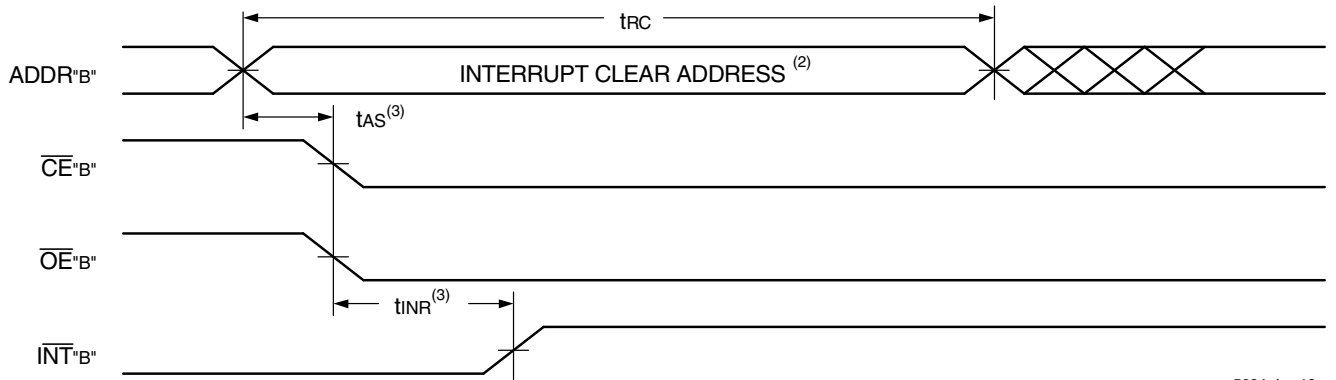 tRC
ADDR"B"
INTERRUPT CLEAR ADDRESS (2)
tAS(3)
CE"B"
OE"B"
tINR(3)
INT"B"